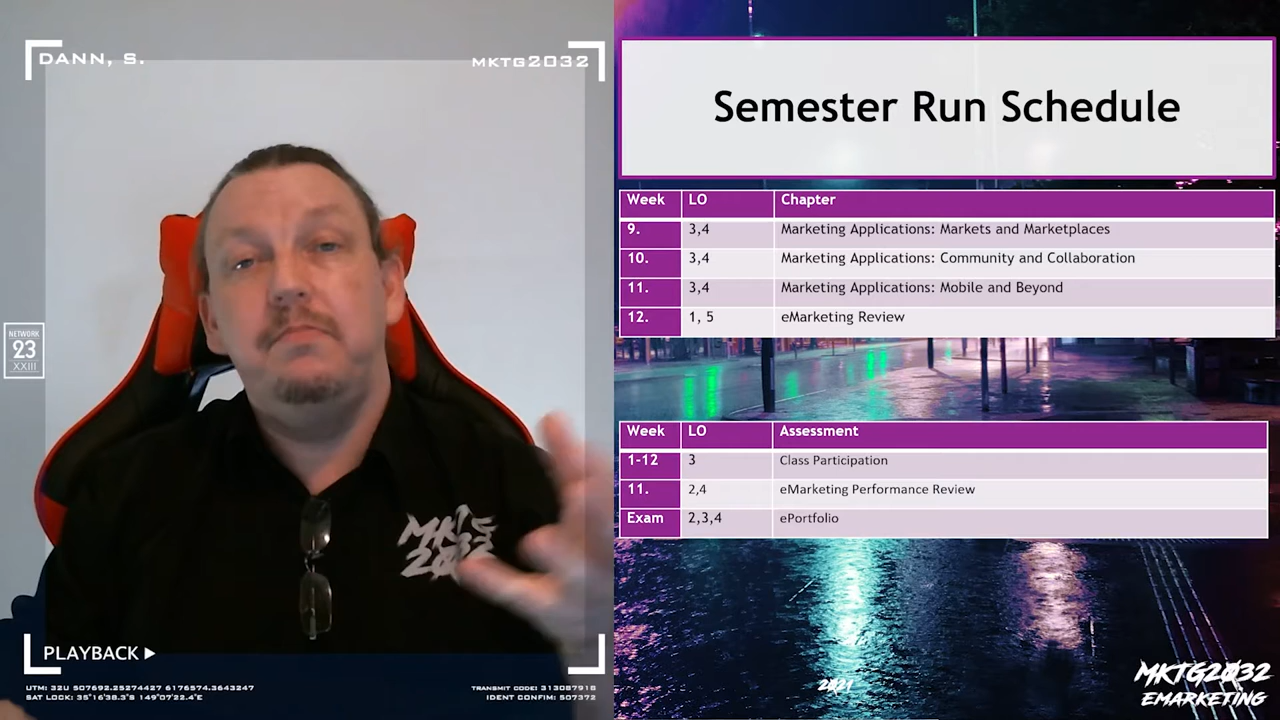 DANN, S.
MKTG2032
NETWORK
23
XXIII
MKTG
2032
PLAYBACK
UTM: 32U 507692.25274427 6176574.3643247
SAT LOCK: 35°16'38.3"S 149°07'22.4"E
TRANSMIT CODE: 313087918
IDENT CONFIM: 507372
Semester Run Schedule
Week LO Chapter
9. 3,4 Marketing Applications: Markets and Marketplaces
10. 3,4 Marketing Applications: Community and Collaboration
11. 3,4 Marketing Applications: Mobile and Beyond
12. 1, 5 eMarketing Review
Week LO Assessment
1-12 3 Class Participation
11. 2,4 eMarketing Performance Review
Exam 2,3,4 ePortfolio
2021
MKTG2032
EMARKETING